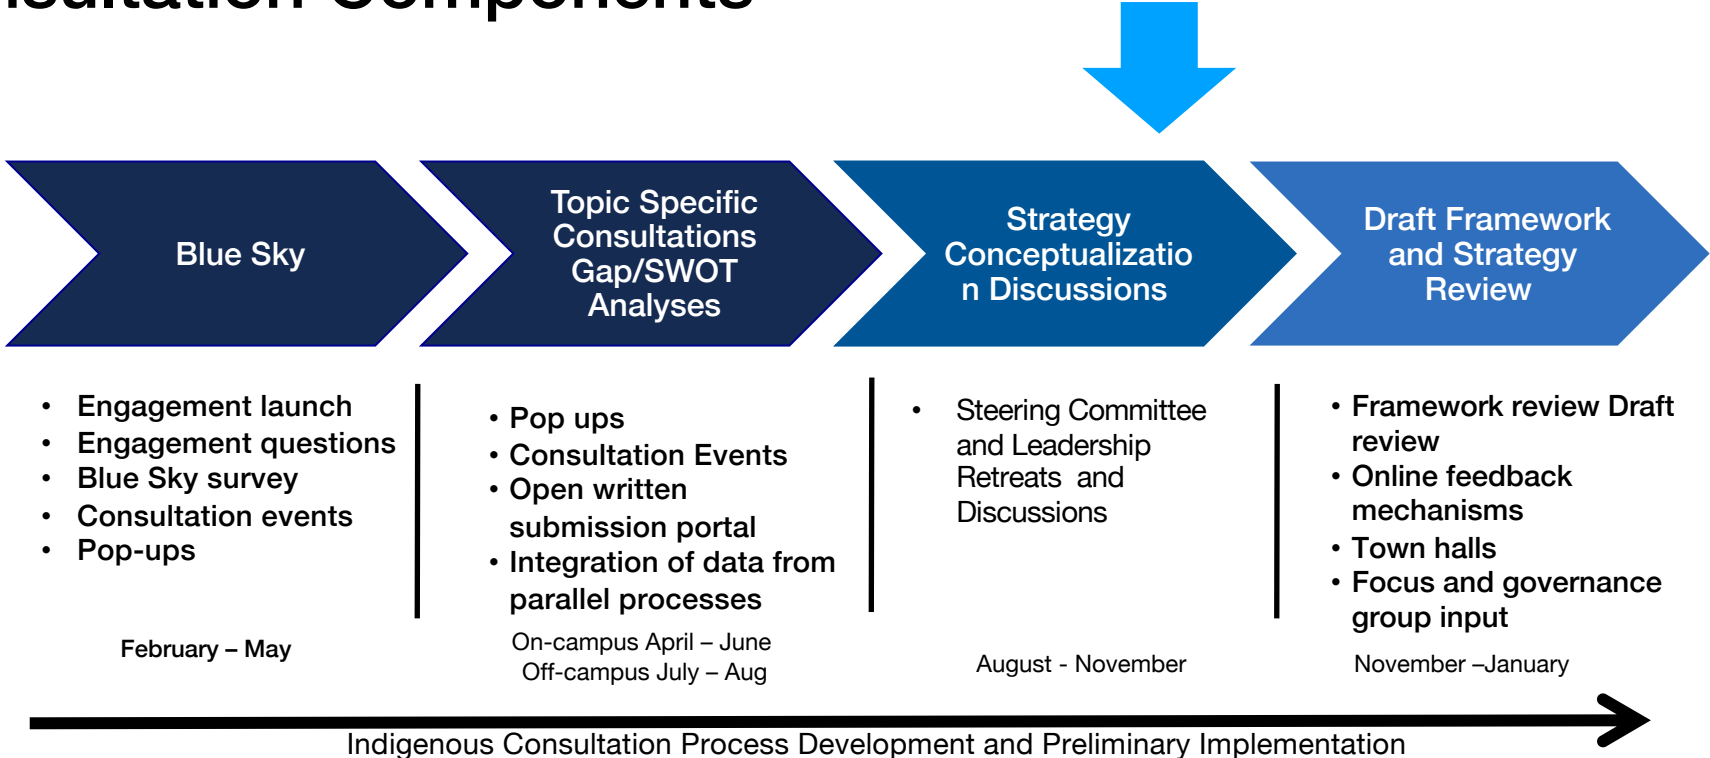 Blue Sky
Topic Specific
Consultations
Gap/SWOT
Analyses
Strategy
Conceptualizatio
n Discussions
Draft Framework
and Strategy
Review
• Engagement launch
• Engagement questions
• Blue Sky survey
• Consultation events
• Pop-ups
February – May
• Pop ups
• Consultation Events
• Open written
submission portal
• Integration of data from
parallel processes
On-campus April – June
Off-campus July – Aug
• Steering Committee
and Leadership
Retreats and
Discussions
August - November
• Framework review Draft
review
• Online feedback
mechanisms
• Town halls
• Focus and governance
group input
November –January
Indigenous Consultation Process Development and Preliminary Implementation